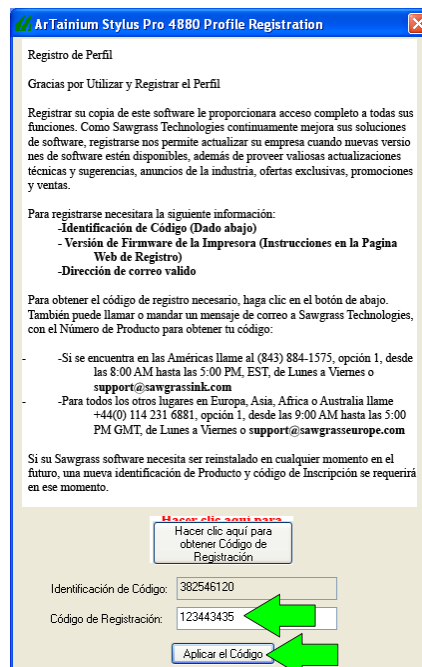 ArTainium Stylus Pro 4880 Profile Registration
Registro de Perfil
Gracias por Utilizar y Registrar el Perfil
Registrar su copia de este software le proporcionara acceso completo a todas sus
funciones. Como Sawgrass Technologies continuamente mejora sus soluciones
de software, registrarse nos permite actualizar su empresa cuando nuevas versio
nes de software estén disponibles, además de proveer valiosas actualizaciones
técnicas y sugerencias, anuncios de la industria, ofertas exclusivas, promociones
y ventas.
Para registrarse necesitara la siguiente información:
-Identificación de Código (Dado abajo)
- Versión de Firmware de la Impresora (Instrucciones en la Pagina
Web de Registro)
-Dirección de correo valido
Para obtener el código de registro necesario, haga clic en el botón de abajo.
También puede llamar o mandar un mensaje de correo a Sawgrass Technologies,
con el Número de Producto para obtener tu código:
- -Si se encuentra en las Américas llame al (843) 884-1575, opción 1, desde
las 8:00 AM hasta las 5:00 PM, EST, de Lunes a Viernes o
support@sawgrassink.com
- -Para todos los otros lugares en Europa, Asia, Africa o Australia llame
+44(0) 114 231 6881, opción 1, desde las 9:00 AM hasta las 5:00
PM GMT, de Lunes a Viernes o support@sawgrasseurope.com
Si su Sawgrass software necesita ser reinstalado en cualquier momento en el
futuro, una nueva identificación de Producto y código de Inscripción se requerirá
en ese momento.
Hacer clic aquí para
Hacer clic aquí para
obtener Código de
Registración
Identificación de Código: 382546120
Código de Registración: 123443435
Aplicar el Código